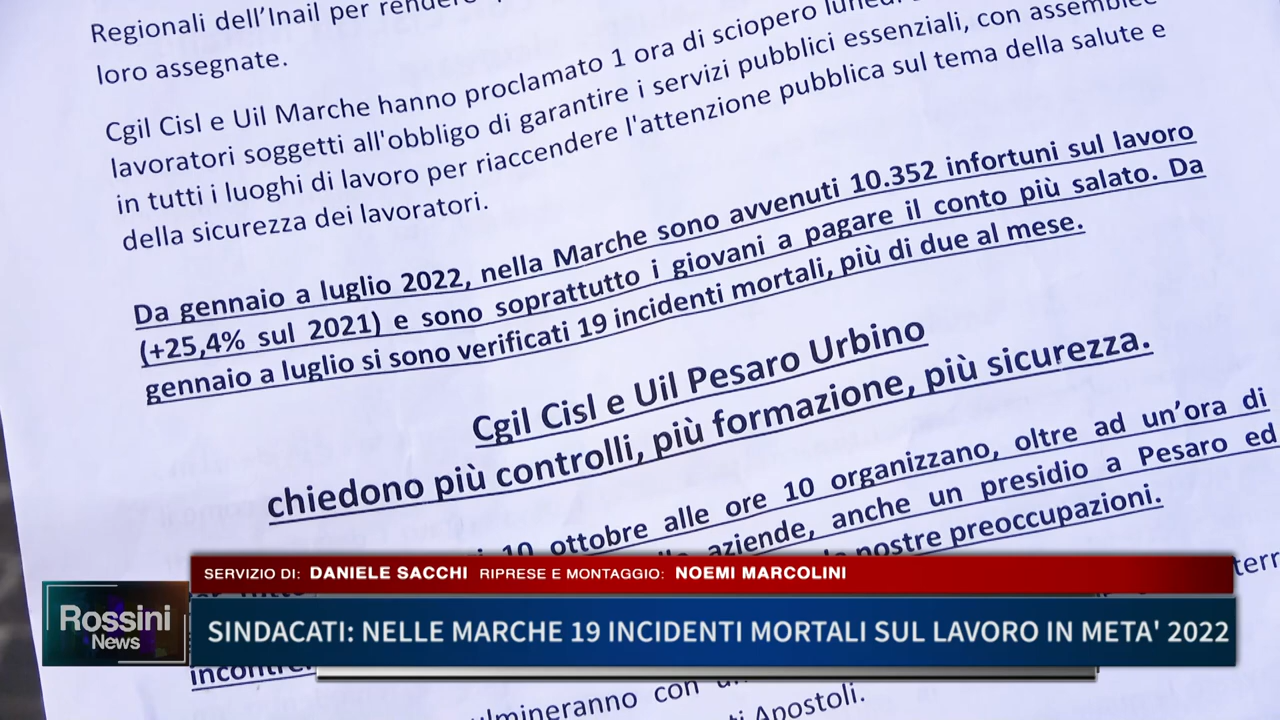 Regionali dell'Inail per rendere
loro assegnate.
Cgil Cisl e Uil Marche hanno proclamato 1 ora di sciopero lunedì
lavoratori soggetti all'obbligo di garantire i servizi pubblici essenziali, con assemblee
in tutti i luoghi di lavoro per riaccendere l'attenzione pubblica sul tema della salute e
della sicurezza dei lavoratori.
Da gennaio a luglio 2022, nella Marche sono avvenuti 10.352 infortuni sul lavoro
(+25,4% sul 2021) e sono soprattutto i giovani a pagare il conto più salato. Da
gennaio a luglio si sono verificati 19 incidenti mortali, più di due al mese.
Cgil Cisl e Uil Pesaro Urbino
chiedono più controlli, più formazione, più sicurezza.
10 ottobre alle ore 10 organizzano, oltre ad un'ora di
aziende, anche un presidio a Pesaro ed
nostre preoccupazioni.
SERVIZIO DI: DANIELE SACCHI RIPRESE E MONTAGGIO: NOEMI MARCOLINI
Rossini
News
SINDACATI: NELLE MARCHE 19 INCIDENTI MORTALI SUL LAVORO IN META' 2022
con
Apostoli.